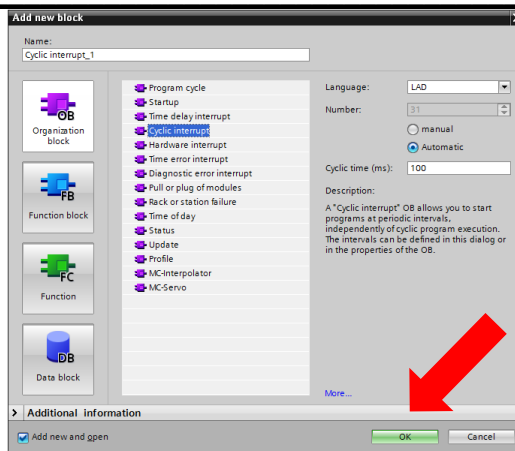 Add new block
Name:
Cyclic interrupt_1
OB
Organization
block
FB
Function block
FC
Function
DB
Data block
Program cycle
Startup
Time delay interrupt
Cyclic interrupt
Hardware interrupt
Time error interrupt
Diagnostic error interrupt
Pull or plug of modules
Rack or station failure
Time of day
Status
Update
Profile
MC-Interpolator
MC-Servo
Language: LAD
Number: 31
manual
Automatic
Cyclic time (ms): 100
Description:
A "Cyclic interrupt" OB allows you to start
programs at periodic intervals,
independently of cyclic program execution.
The intervals can be defined in this dialog or
in the properties of the OB.
More...
> Additional information
Add new and open
OK Cancel